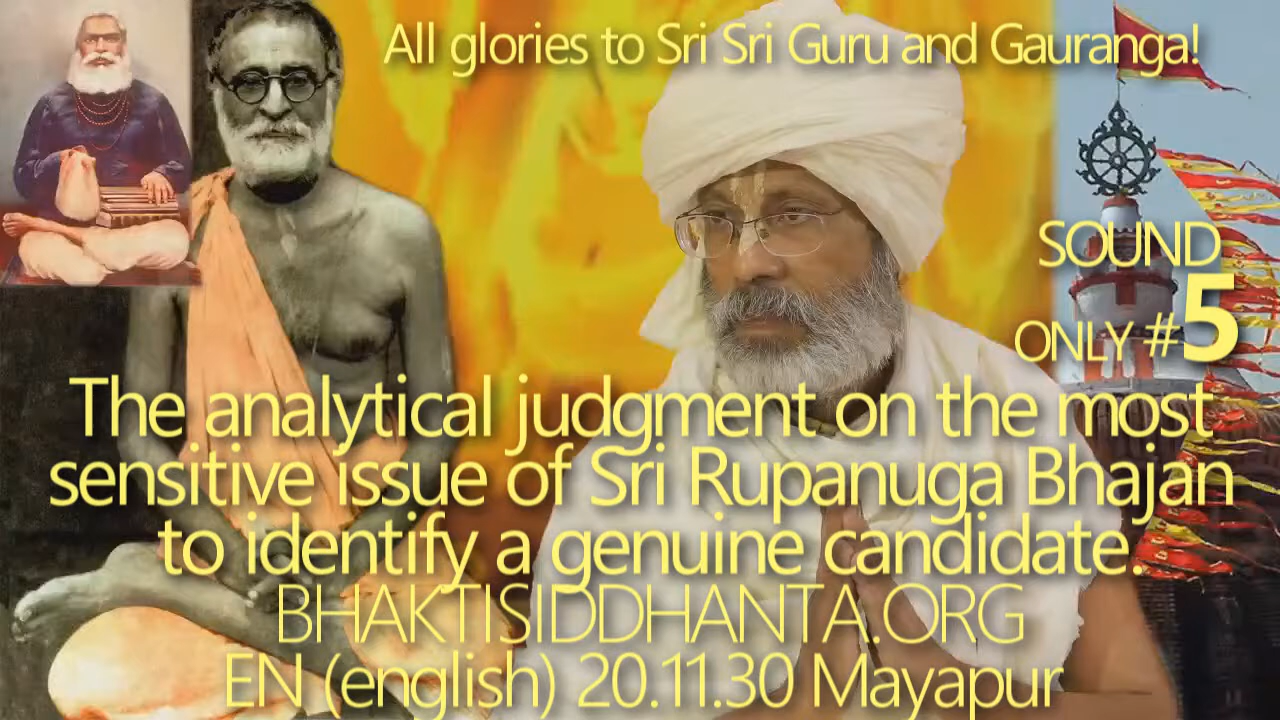 All glories to Sri Sri Guru and Gauranga!
SOUND
ONLY #5
The analytical judgment on the most
sensitive issue of Sri Rupanuga Bhajan
to identify a genuine candidate.
BHAKTISIDDHANTA.ORG
EN (english) 20.11.30 Mayapur